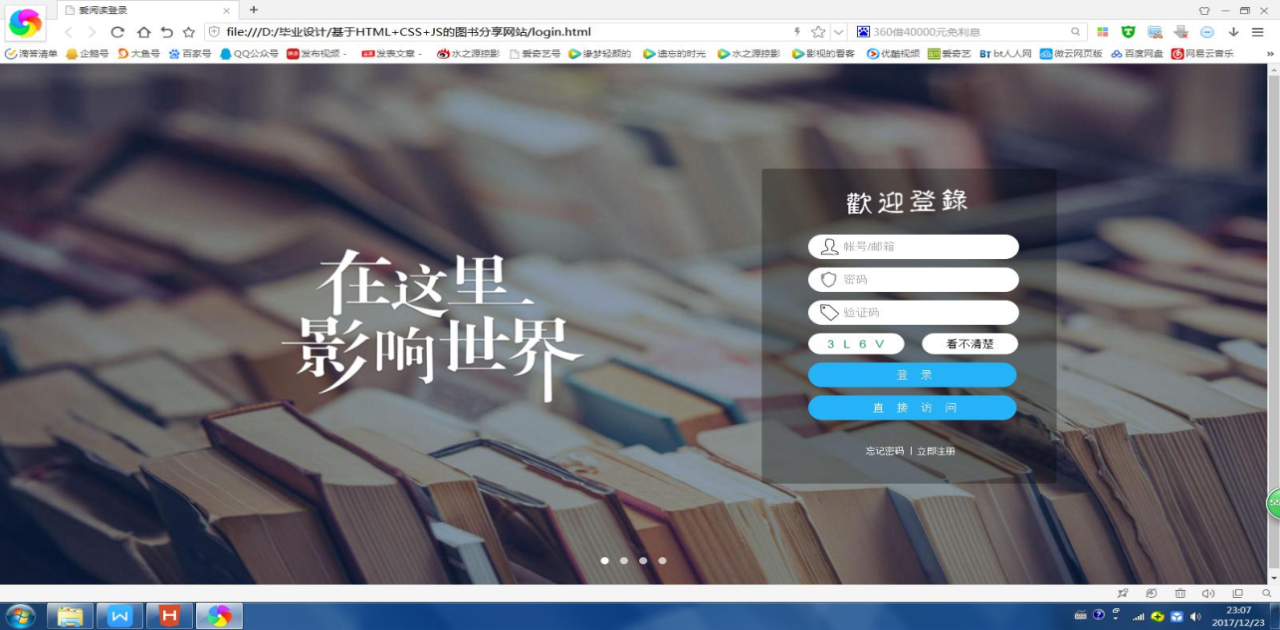 爱阅读登录
file:///D:/毕业设计/基于HTML+CSS+JS的图书分享网站/login.html
360借40000元免利息
滴答清单 企鹅号 大鱼号 百家号 QQ公众号 发布视频 - 发表文章 - 水之源掠影 爱奇艺号 缘梦轻颜的 遗忘の时光 水之源掠影 影视的看客 优酷视频 爱奇艺 BT bt人人网 微云网页版 百度网盘 网易云音乐 »
歡迎登錄
帐号/邮箱
在这里
影响世界
密码
验证码
3 L 6 V 看不清楚
登 录
直 接 访 问
忘记密码 | 立即注册
23:07
2017/12/23